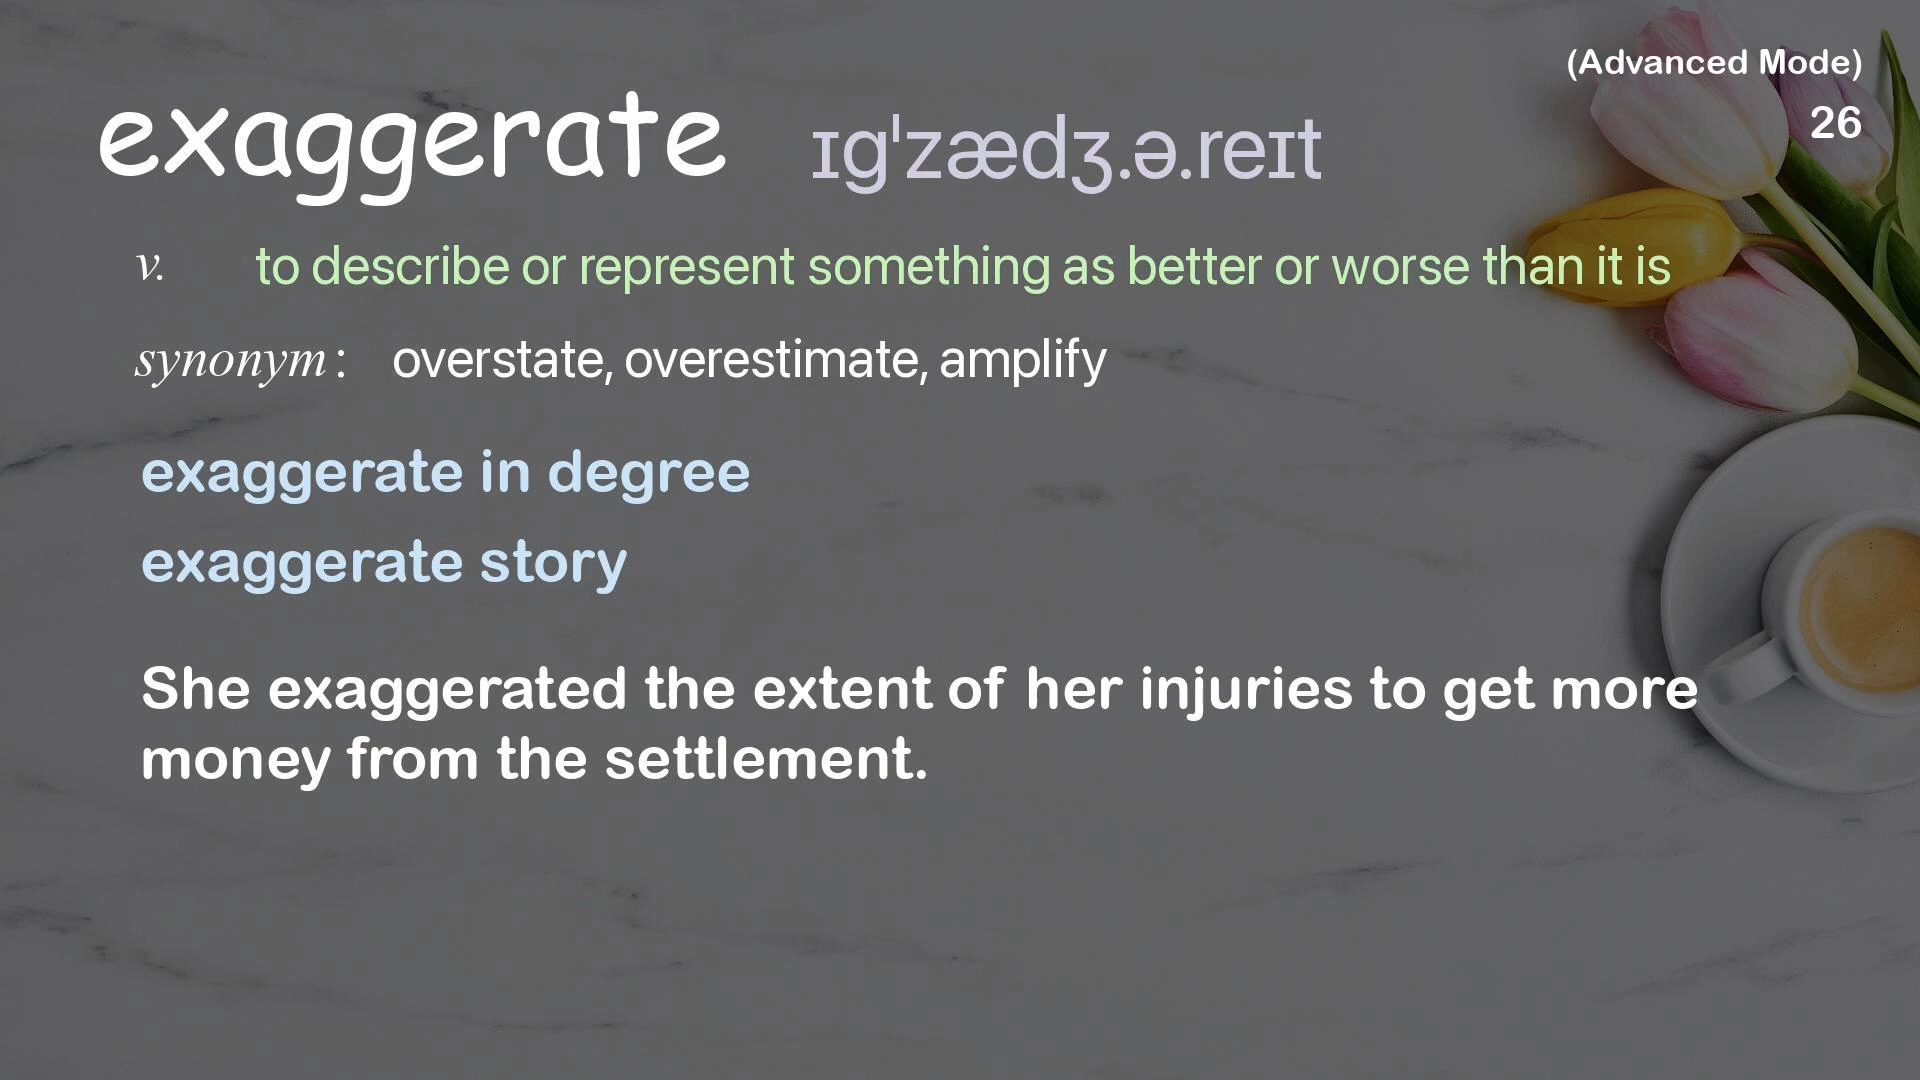 (Advanced Mode)
26
exaggerate ɪgˈzædʒ.ə.reɪt
v. to describe or represent something as better or worse than it is
synonym: overstate, overestimate, amplify
exaggerate in degree
exaggerate story
She exaggerated the extent of her injuries to get more
money from the settlement.